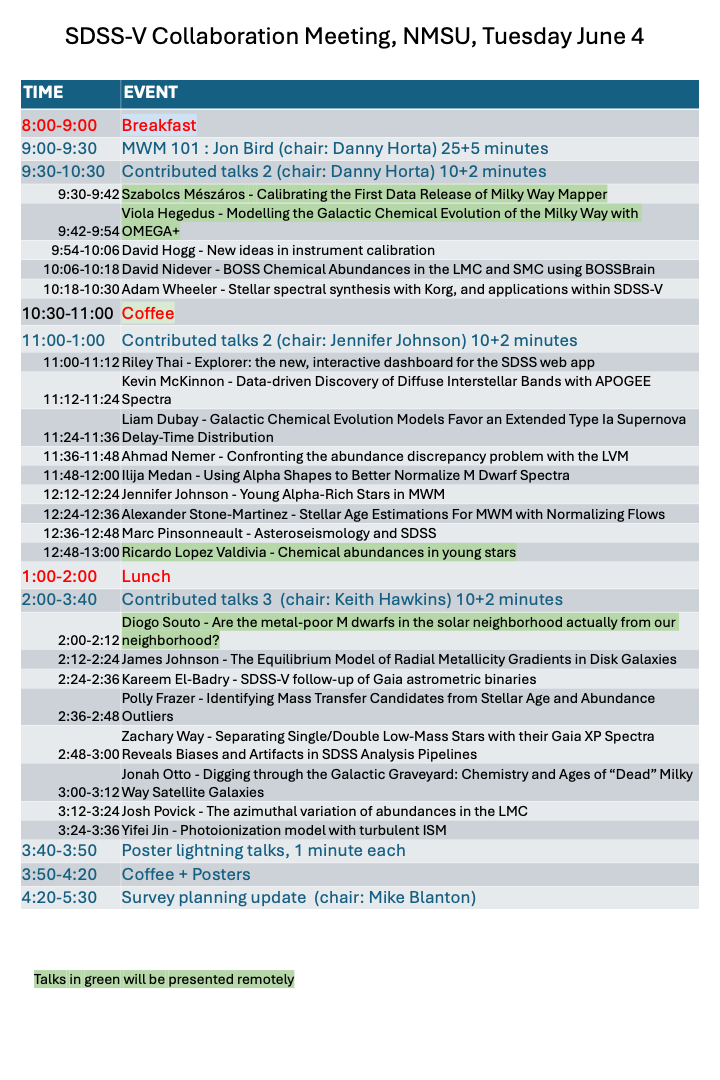 SDSS-V Collaboration Meeting, NMSU, Tuesday June 4
TIME EVENT
8:00-9:00 Breakfast
9:00-9:30 MWM 101 : Jon Bird (chair: Danny Horta) 25+5 minutes
9:30-10:30 Contributed talks 2 (chair: Danny Horta) 10+2 minutes
9:30-9:42 Szabolcs Mészáros - Calibrating the First Data Release of Milky Way Mapper
Viola Hegedus - Modelling the Galactic Chemical Evolution of the Milky Way with
9:42-9:54 OMEGA+
9:54-10:06 David Hogg - New ideas in instrument calibration
10:06-10:18 David Nidever - BOSS Chemical Abundances in the LMC and SMC using BOSSBrain
10:18-10:30 Adam Wheeler - Stellar spectral synthesis with Korg, and applications within SDSS-V
10:30-11:00 Coffee
11:00-1:00 Contributed talks 2 (chair: Jennifer Johnson) 10+2 minutes
11:00-11:12 Riley Thai - Explorer: the new, interactive dashboard for the SDSS web app
Kevin McKinnon - Data-driven Discovery of Diffuse Interstellar Bands with APOGEE
11:12-11:24 Spectra
Liam Dubay - Galactic Chemical Evolution Models Favor an Extended Type Ia Supernova
11:24-11:36 Delay-Time Distribution
11:36-11:48 Ahmad Nemer - Confronting the abundance discrepancy problem with the LVM
11:48-12:00 Ilija Medan - Using Alpha Shapes to Better Normalize M Dwarf Spectra
12:12-12:24 Jennifer Johnson - Young Alpha-Rich Stars in MWM
12:24-12:36 Alexander Stone-Martinez - Stellar Age Estimations For MWM with Normalizing Flows
12:36-12:48 Marc Pinsonneault - Asteroseismology and SDSS
12:48-13:00 Ricardo Lopez Valdivia - Chemical abundances in young stars
1:00-2:00 Lunch
2:00-3:40 Contributed talks 3 (chair: Keith Hawkins) 10+2 minutes
Diogo Souto - Are the metal-poor M dwarfs in the solar neighborhood actually from our
2:00-2:12 neighborhood?
2:12-2:24 James Johnson - The Equilibrium Model of Radial Metallicity Gradients in Disk Galaxies
2:24-2:36 Kareem El-Badry - SDSS-V follow-up of Gaia astrometric binaries
Polly Frazer - Identifying Mass Transfer Candidates from Stellar Age and Abundance
2:36-2:48 Outliers
Zachary Way - Separating Single/Double Low-Mass Stars with their Gaia XP Spectra
2:48-3:00 Reveals Biases and Artifacts in SDSS Analysis Pipelines
Jonah Otto - Digging through the Galactic Graveyard: Chemistry and Ages of “Dead” Milky
3:00-3:12 Way Satellite Galaxies
3:12-3:24 Josh Povick - The azimuthal variation of abundances in the LMC
3:24-3:36 Yifei Jin - Photoionization model with turbulent ISM
3:40-3:50 Poster lightning talks, 1 minute each
3:50-4:20 Coffee + Posters
4:20-5:30 Survey planning update (chair: Mike Blanton)
Talks in green will be presented remotely